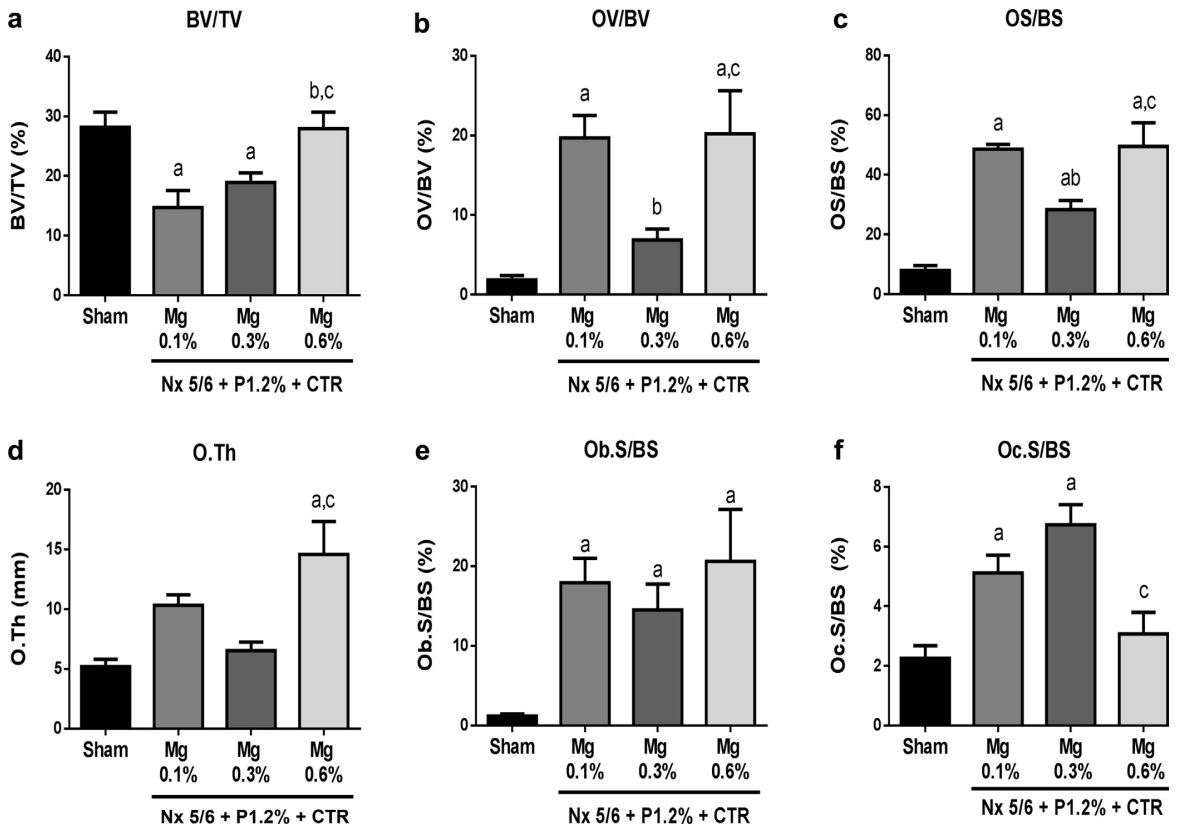 a BV/TV
BV/TV (%)
40
30
20
10
0
a
a
b,c
Sham Mg Mg Mg
0.1% 0.3% 0.6%
Nx 5/6 + P1.2% + CTR
b OV/BV
OV/BV (%)
30
20
10
0
a
b
a,c
Sham Mg Mg Mg
0.1% 0.3% 0.6%
Nx 5/6 + P1.2% + CTR
c OS/BS
OS/BS (%)
80
60
40
20
0
a
ab
a,c
Sham Mg Mg Mg
0.1% 0.3% 0.6%
Nx 5/6 + P1.2% + CTR
d O.Th
O.Th (mm)
20
15
10
5
0
a,c
Sham Mg Mg Mg
0.1% 0.3% 0.6%
Nx 5/6 + P1.2% + CTR
e Ob.S/BS
Ob.S/BS (%)
30
20
10
0
a
a
a
Sham Mg Mg Mg
0.1% 0.3% 0.6%
Nx 5/6 + P1.2% + CTR
f Oc.S/BS
Oc.S/BS (%)
8
6
4
2
0
a
a
c
Sham Mg Mg Mg
0.1% 0.3% 0.6%
Nx 5/6 + P1.2% + CTR